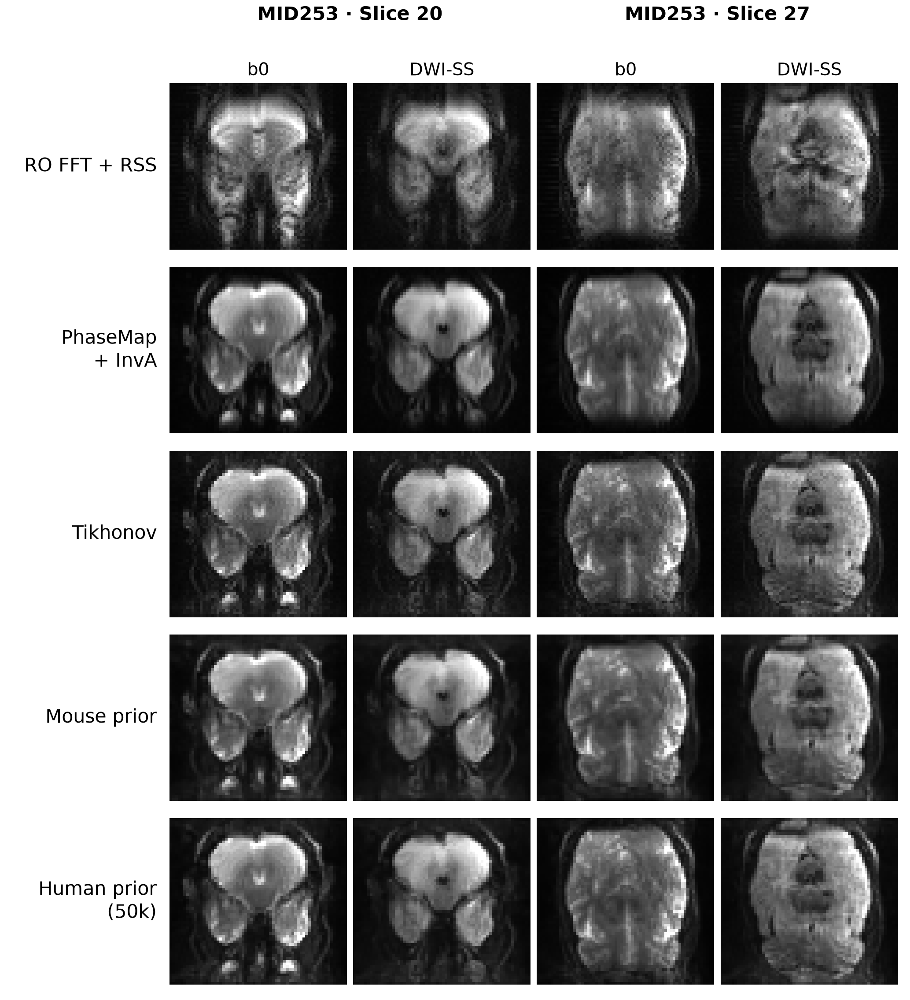 MID253 · Slice 20
MID253 · Slice 27
b0
DWI-SS
b0
DWI-SS
RO FFT + RSS
PhaseMap
+ InvA
Tikhonov
Mouse prior
Human prior
(50k)